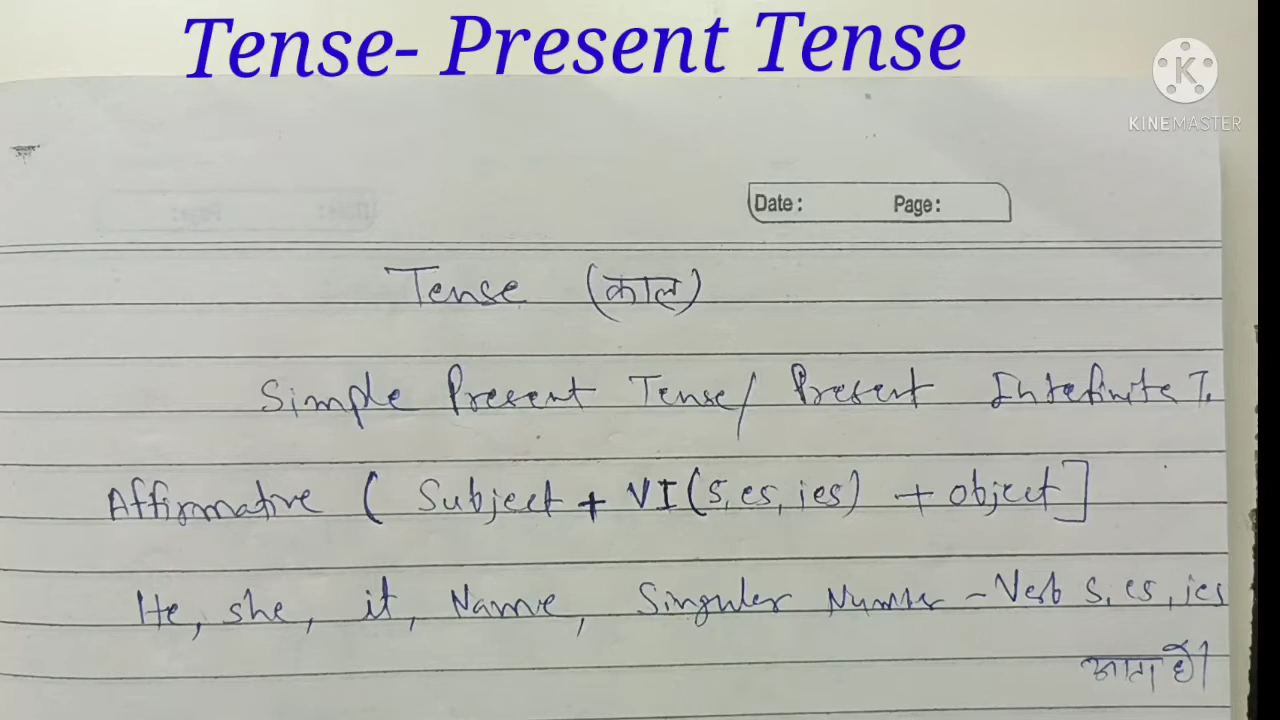 Tense- Present Tense
KINEMASTER
Date: Page:
Tense (काल)
Simple Present Tense/ Present Indefinite T.
Affirmative ( Subject + VI(s, es, ies) + object]
He, she, it, Name, Singuler Number - Verb s, es, ies
आता है।